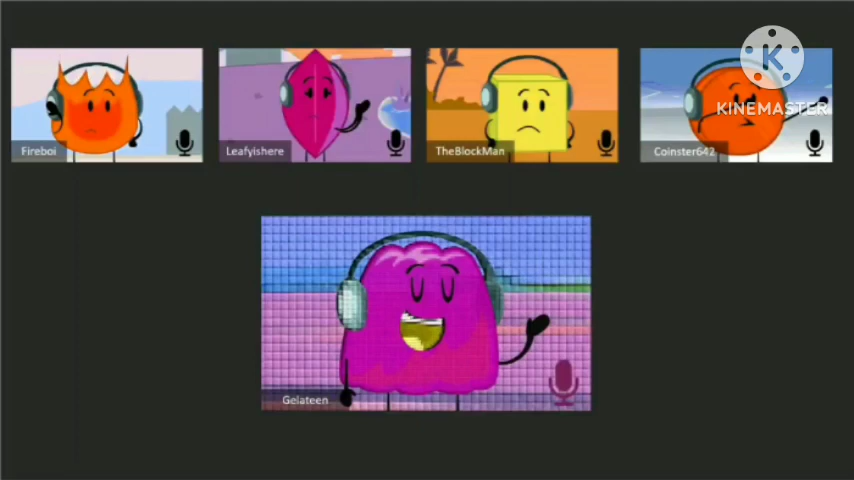 K
KINEMASTER
Fireboi
Leafyishere
TheBlockMan
Coinster642
Gelateen